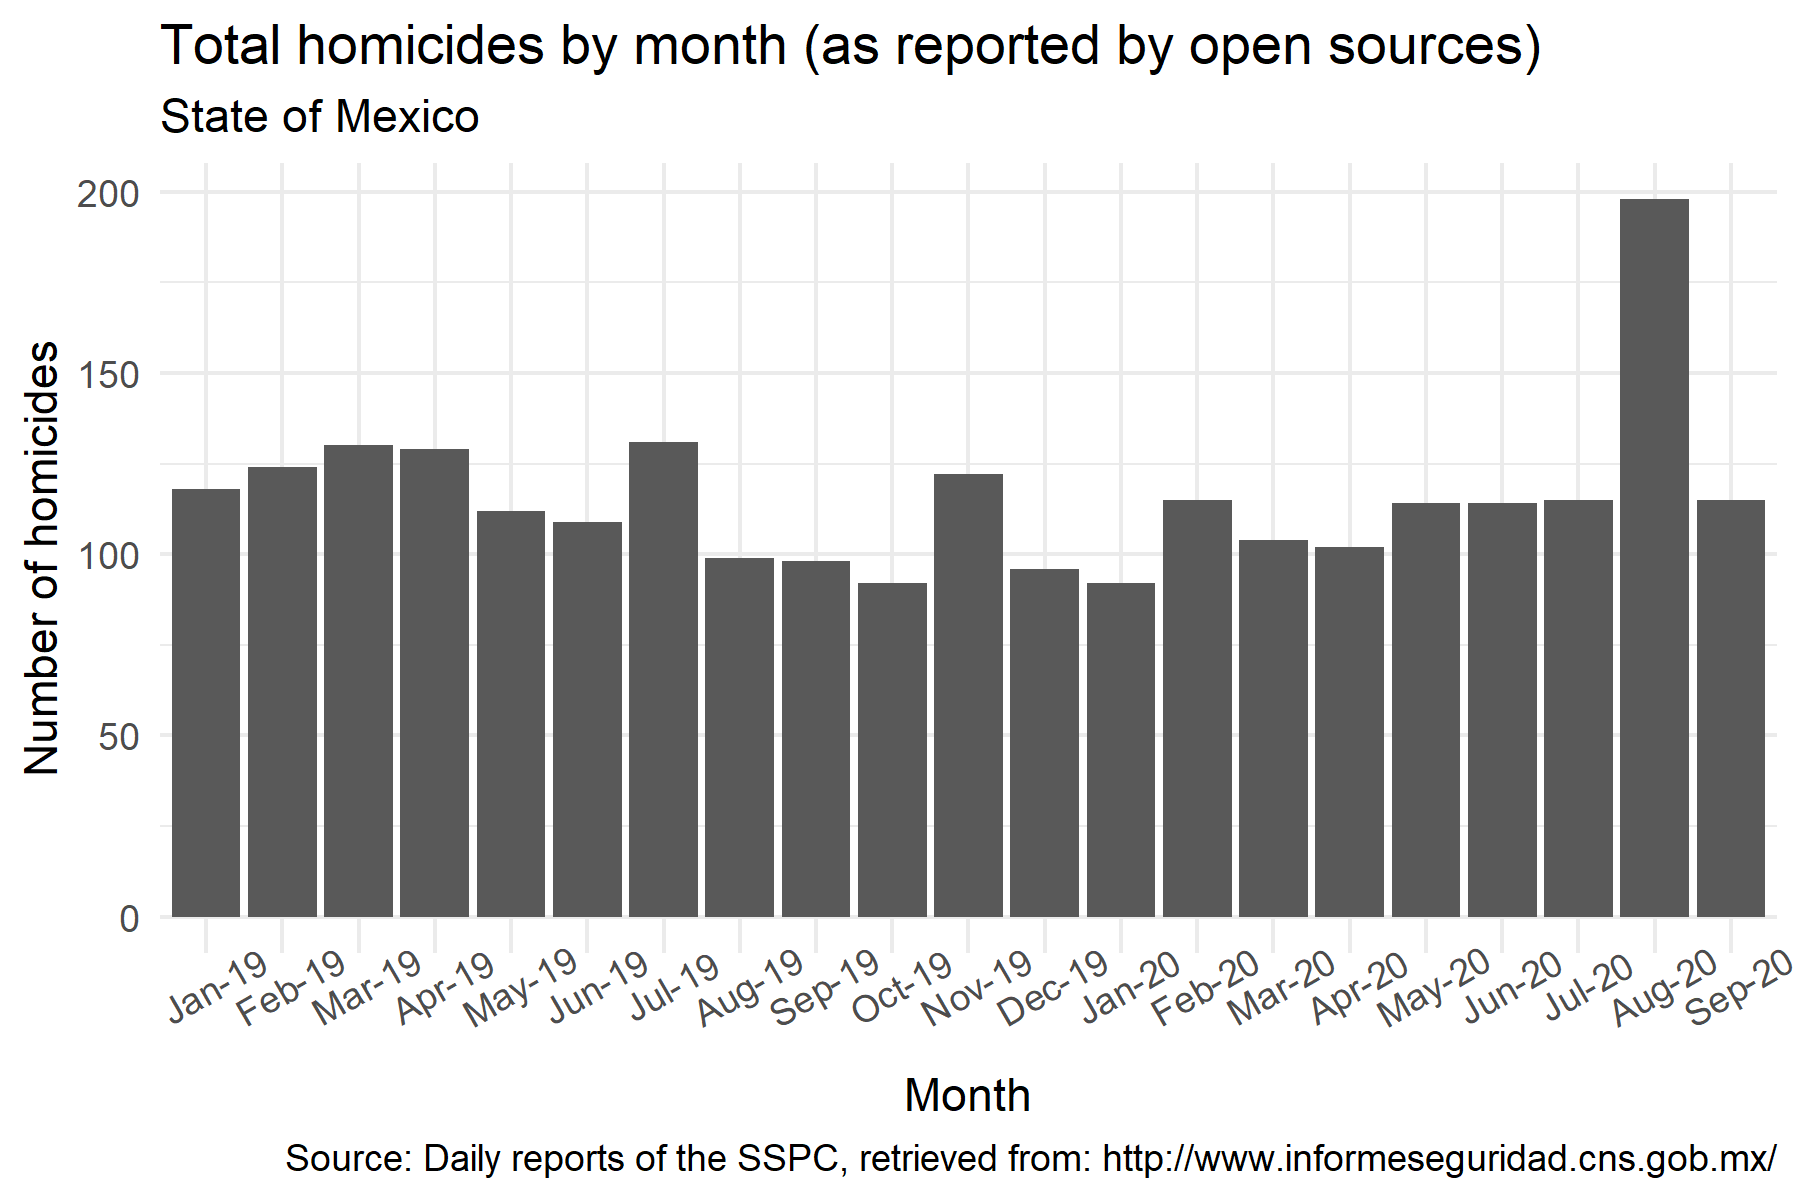 Total homicides by month (as reported by open sources)
State of Mexico
Number of homicides
200
150
100
50
0
Jan-19
Feb-19
Mar-19
Apr-19
May-19
Jun-19
Jul-19
Aug-19
Sep-19
Oct-19
Nov-19
Dec-19
Jan-20
Feb-20
Mar-20
Apr-20
May-20
Jun-20
Jul-20
Aug-20
Sep-20
Month
Source: Daily reports of the SSPC, retrieved from: http://www.informeseguridad.cns.gob.mx/